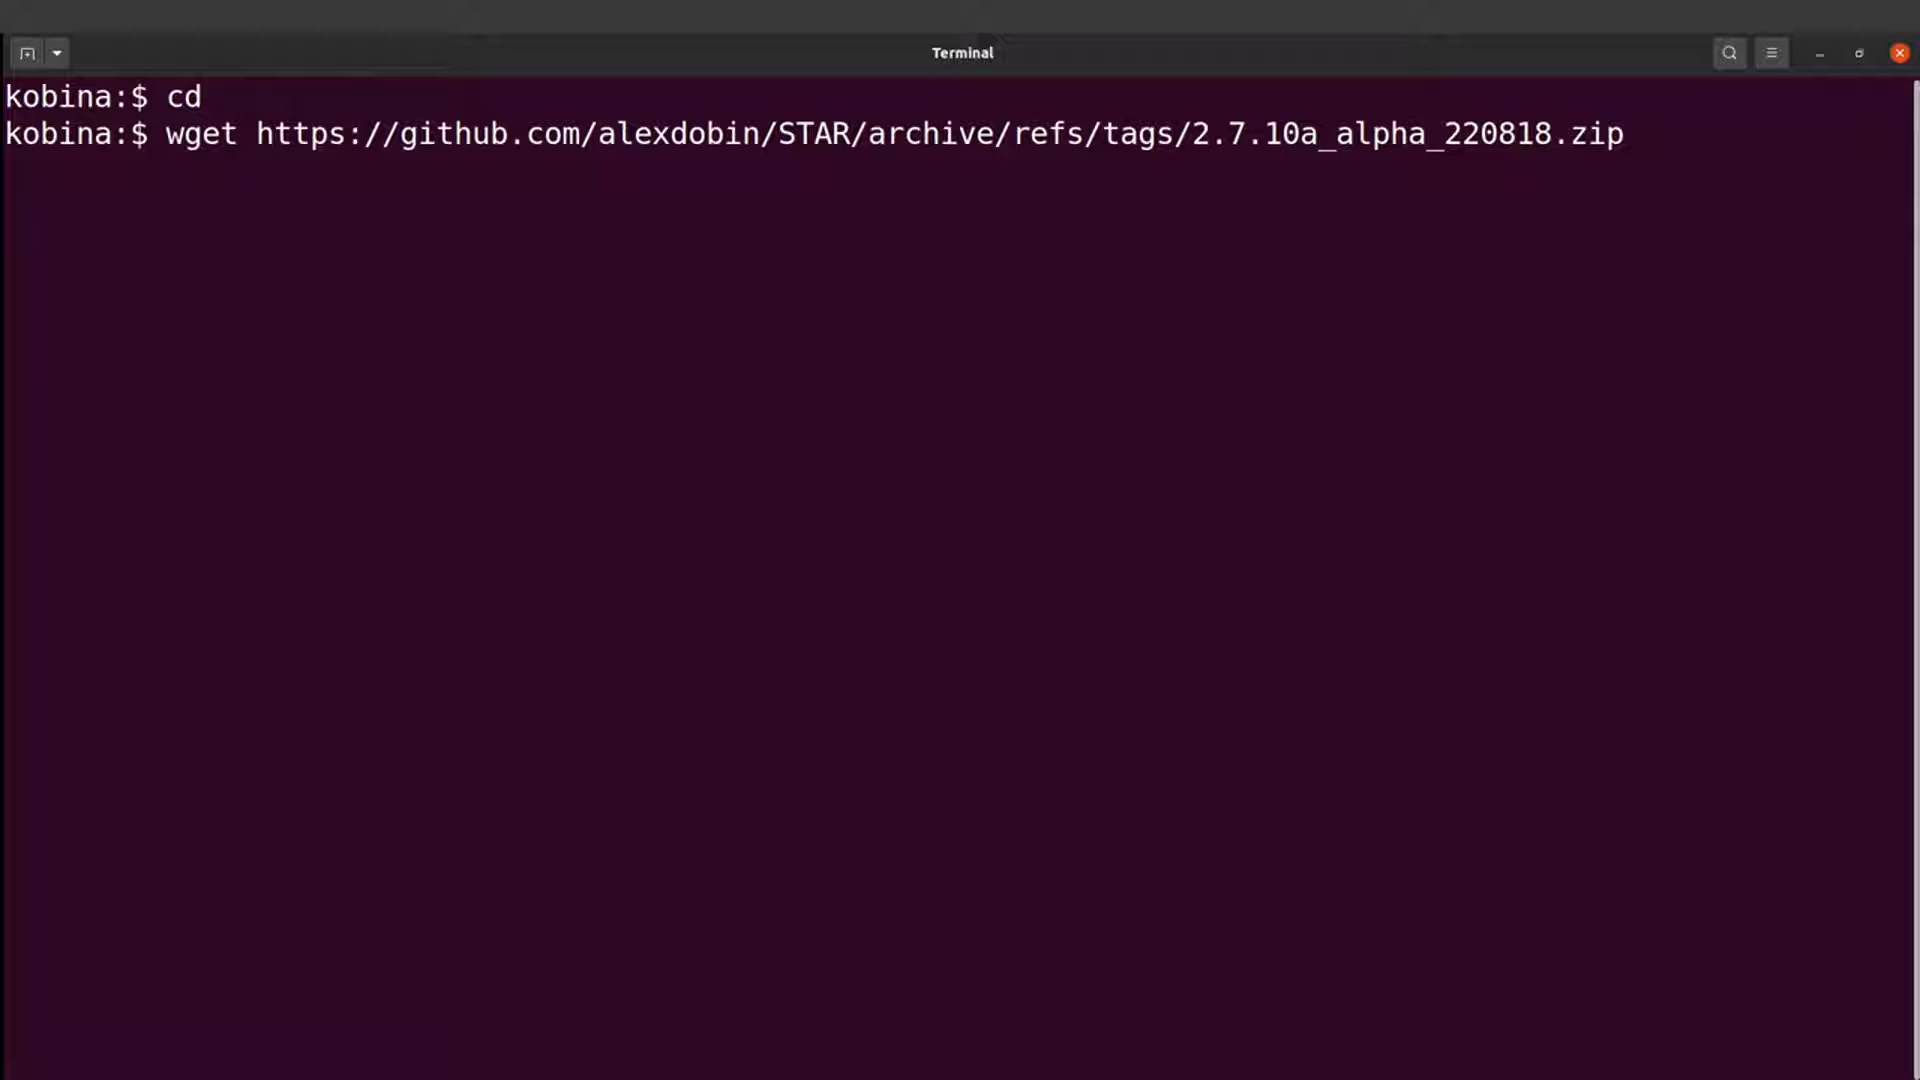 Terminal
kobina:$ cd
kobina:$ wget https://github.com/alexdobin/STAR/archive/refs/tags/2.7.10a_alpha_220818.zip